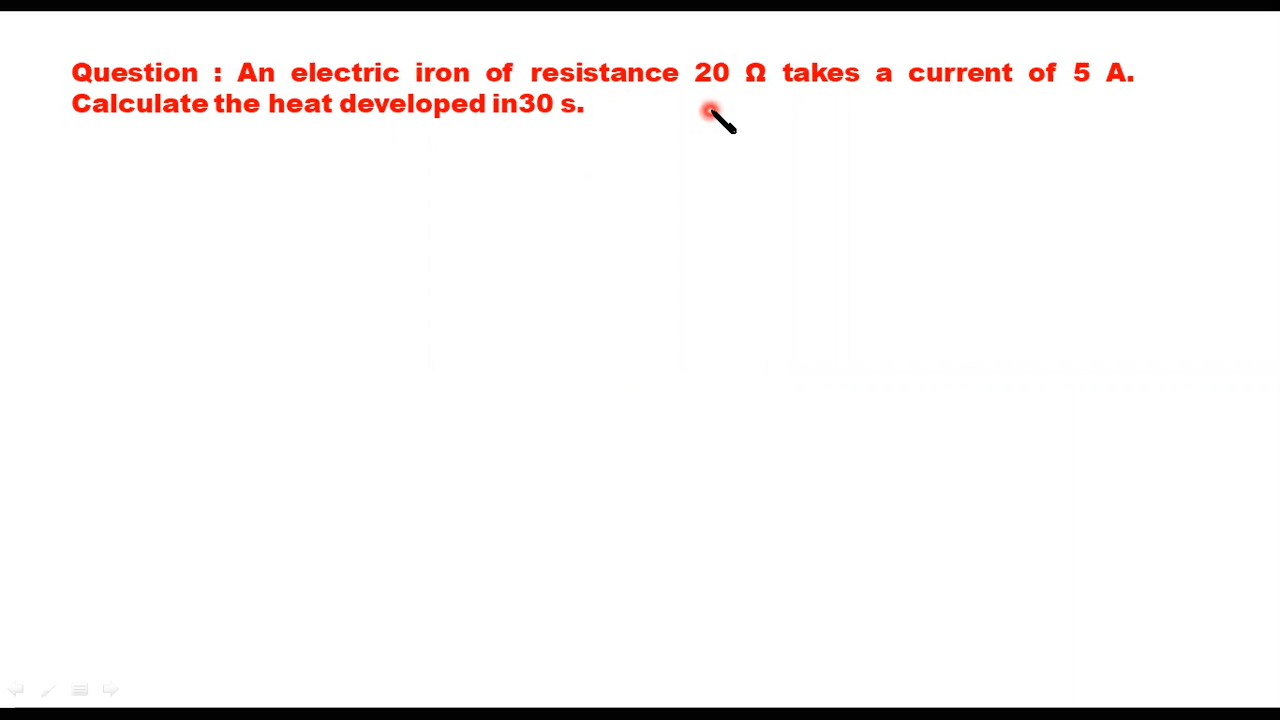 Question : An electric iron of resistance 20 Ω takes a current of 5 A.
Calculate the heat developed in30 s.